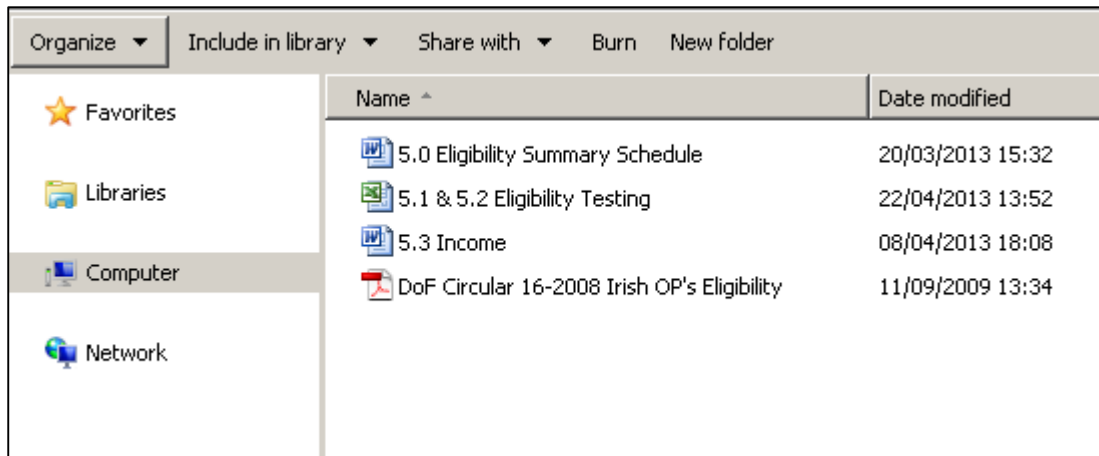 Organize Include in library Share with Burn New folder
Favorites
Libraries
Computer
Network
Name Date modified
5.0 Eligibility Summary Schedule 20/03/2013 15:32
5.1 & 5.2 Eligibility Testing 22/04/2013 13:52
5.3 Income 08/04/2013 18:08
DoF Circular 16-2008 Irish OP's Eligibility 11/09/2009 13:34